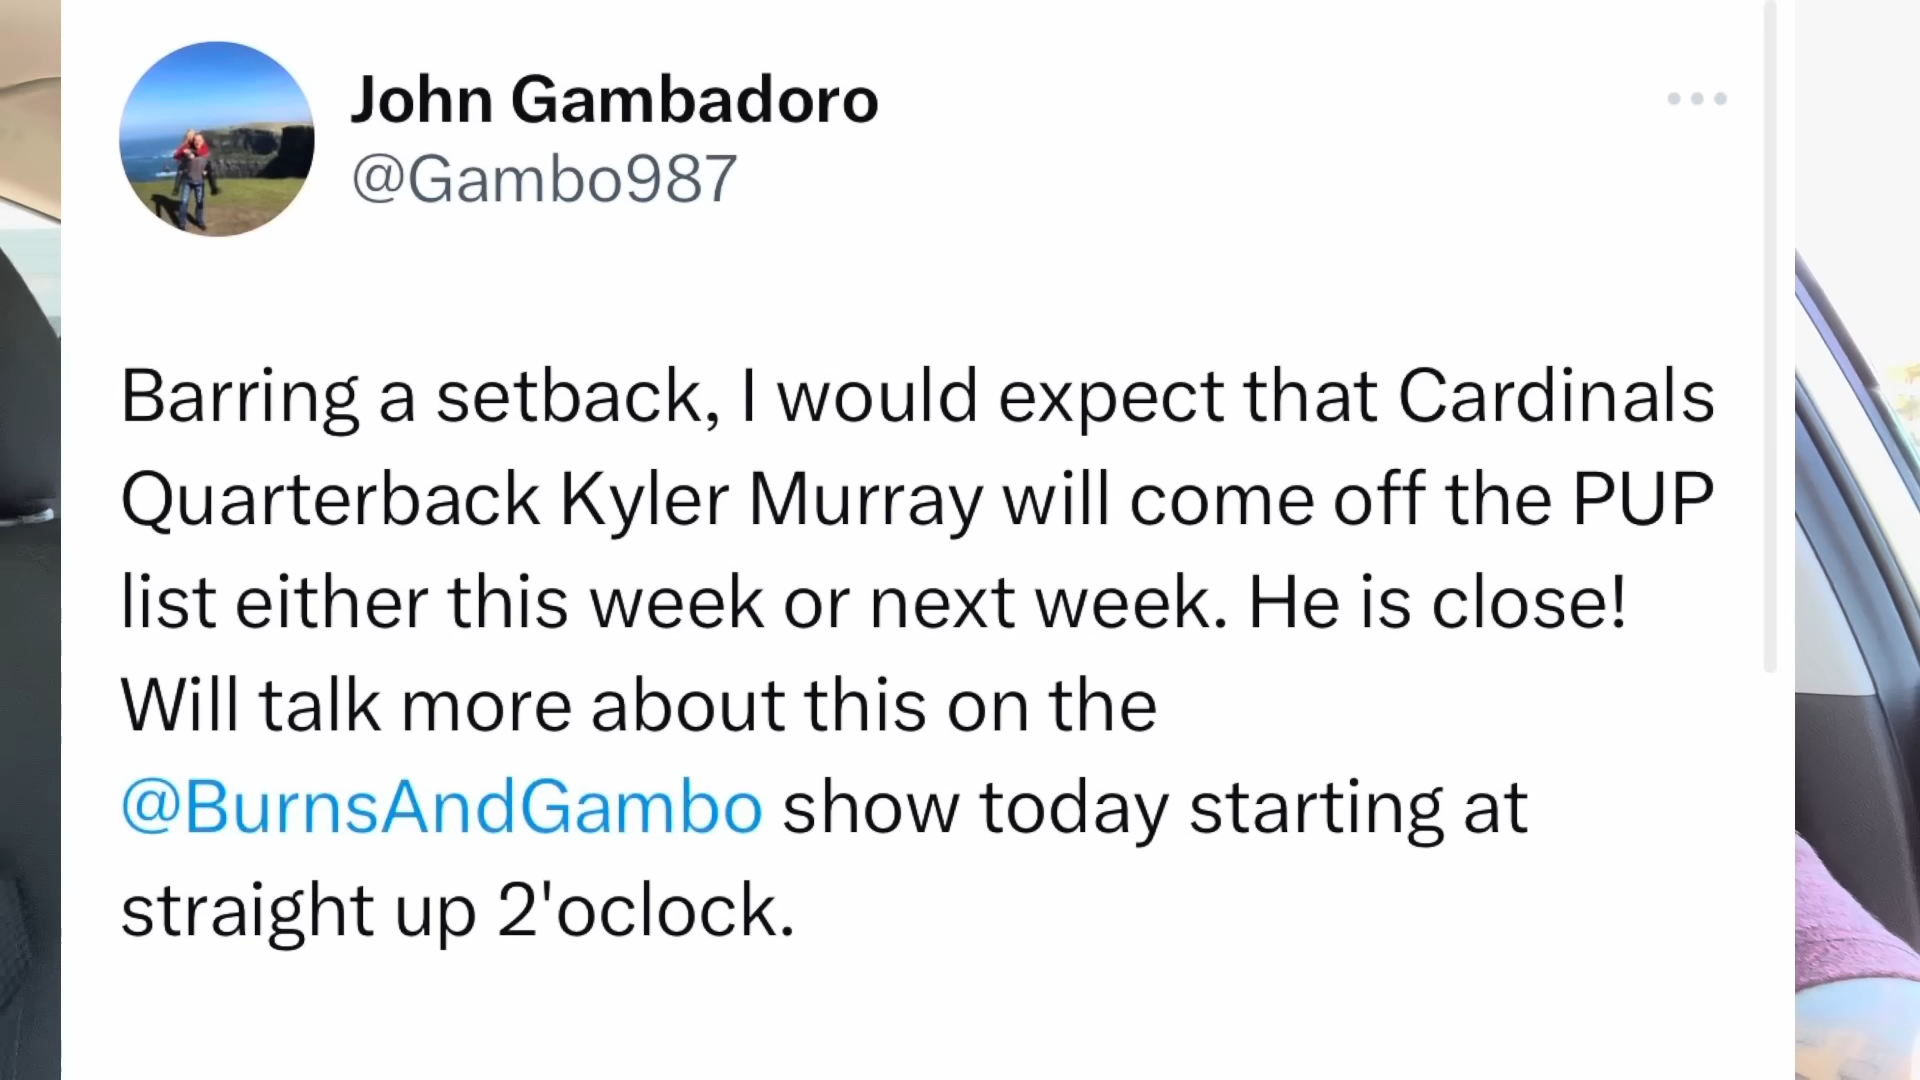 John Gambadoro
@Gambo987
Barring a setback, I would expect that Cardinals
Quarterback Kyler Murray will come off the PUP
list either this week or next week. He is close!
Will talk more about this on the
@BurnsAndGambo show today starting at
straight up 2'oclock.